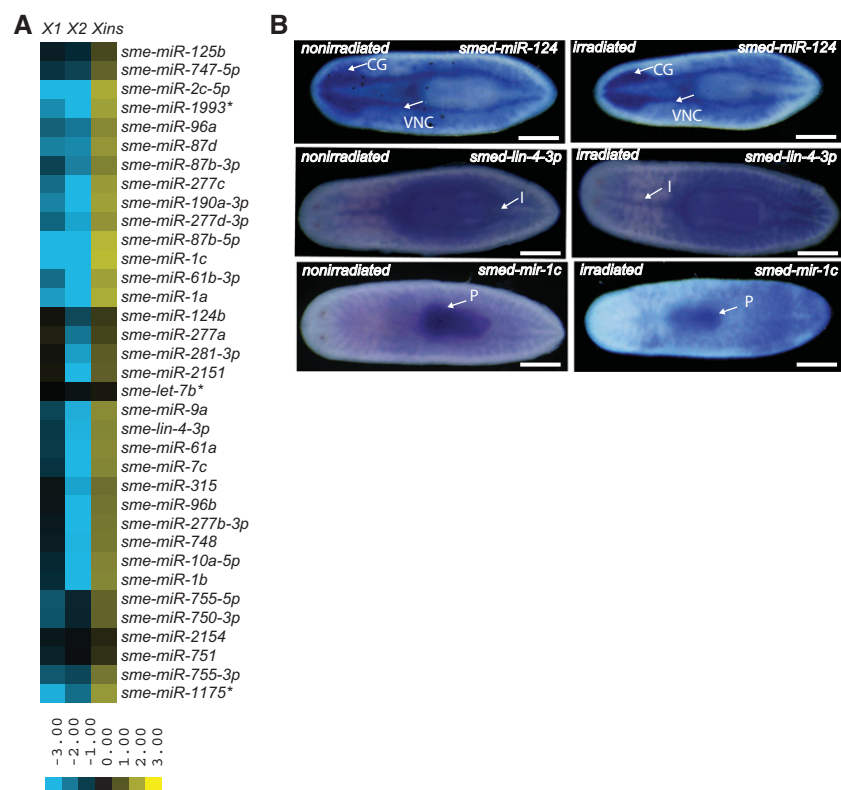 A
X1 X2 Xins
sme-miR-125b
sme-miR-747-5p
sme-miR-2c-5p
sme-miR-1993*
sme-miR-96a
sme-miR-87d
sme-miR-87b-3p
sme-miR-277c
sme-miR-190a-3p
sme-miR-277d-3p
sme-miR-87b-5p
sme-miR-1c
sme-miR-61b-3p
sme-miR-1a
sme-miR-124b
sme-miR-277a
sme-miR-281-3p
sme-miR-2151
sme-let-7b*
sme-miR-9a
sme-lin-4-3p
sme-miR-61a
sme-miR-7c
sme-miR-315
sme-miR-96b
sme-miR-277b-3p
sme-miR-748
sme-miR-10a-5p
sme-miR-1b
sme-miR-755-5p
sme-miR-750-3p
sme-miR-2154
sme-miR-751
sme-miR-755-3p
sme-miR-1175*
-3.00
-2.00
-1.00
0.00
1.00
2.00
3.00
B
nonirradiated smed-miR-124
CG
VNC
irradiated smed-miR-124
CG
VNC
nonirradiated smed-lin-4-3p
I
irradiated smed-lin-4-3p
I
nonirradiated smed-mir-1c
P
irradiated smed-mir-1c
P